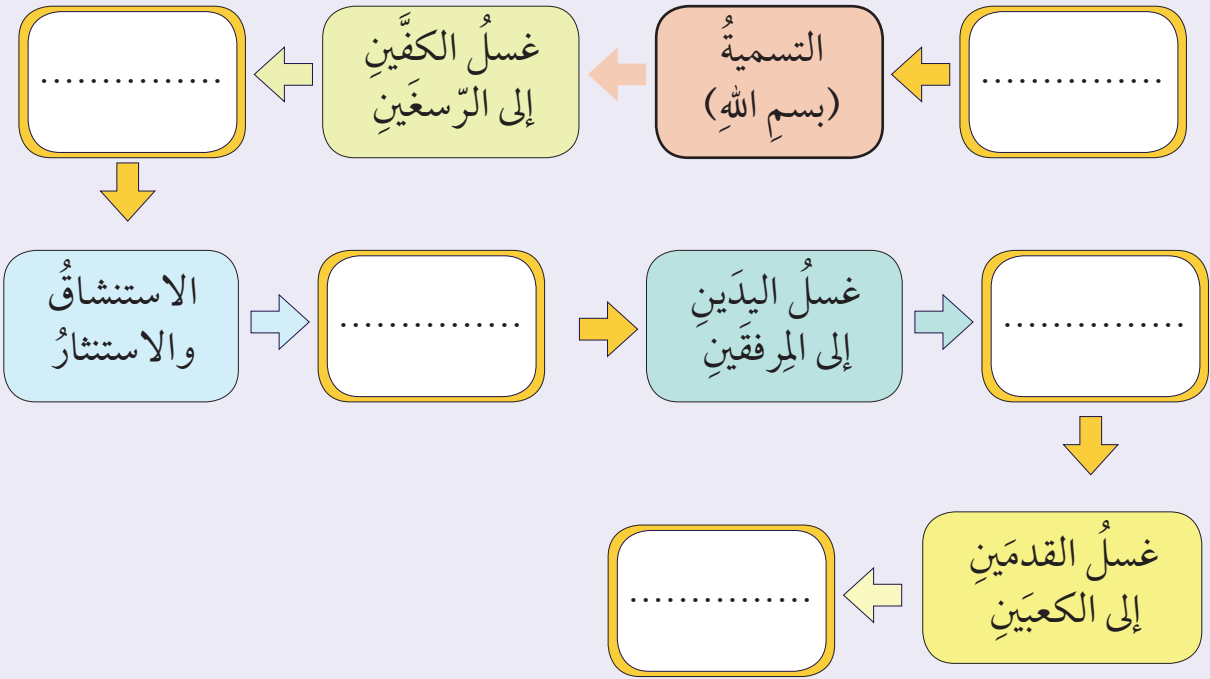 ...............
التسميةُ
(بسمِ اللهِ)
غسلُ الكفَّينِ
إلى الرّسغَينِ
...............
الاستنشاقُ
والاستنثارُ
...............
غسلُ اليدَينِ
إلى المِرفقَينِ
...............
غسلُ القدمَينِ
إلى الكعبَينِ
...............